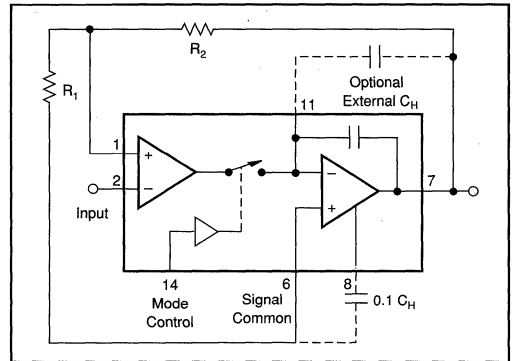 R2
R1
Optional
External CH
11
1
+
2
−
Input
−
+
7
14
Mode
Control
6
Signal
Common
8
0.1 CH